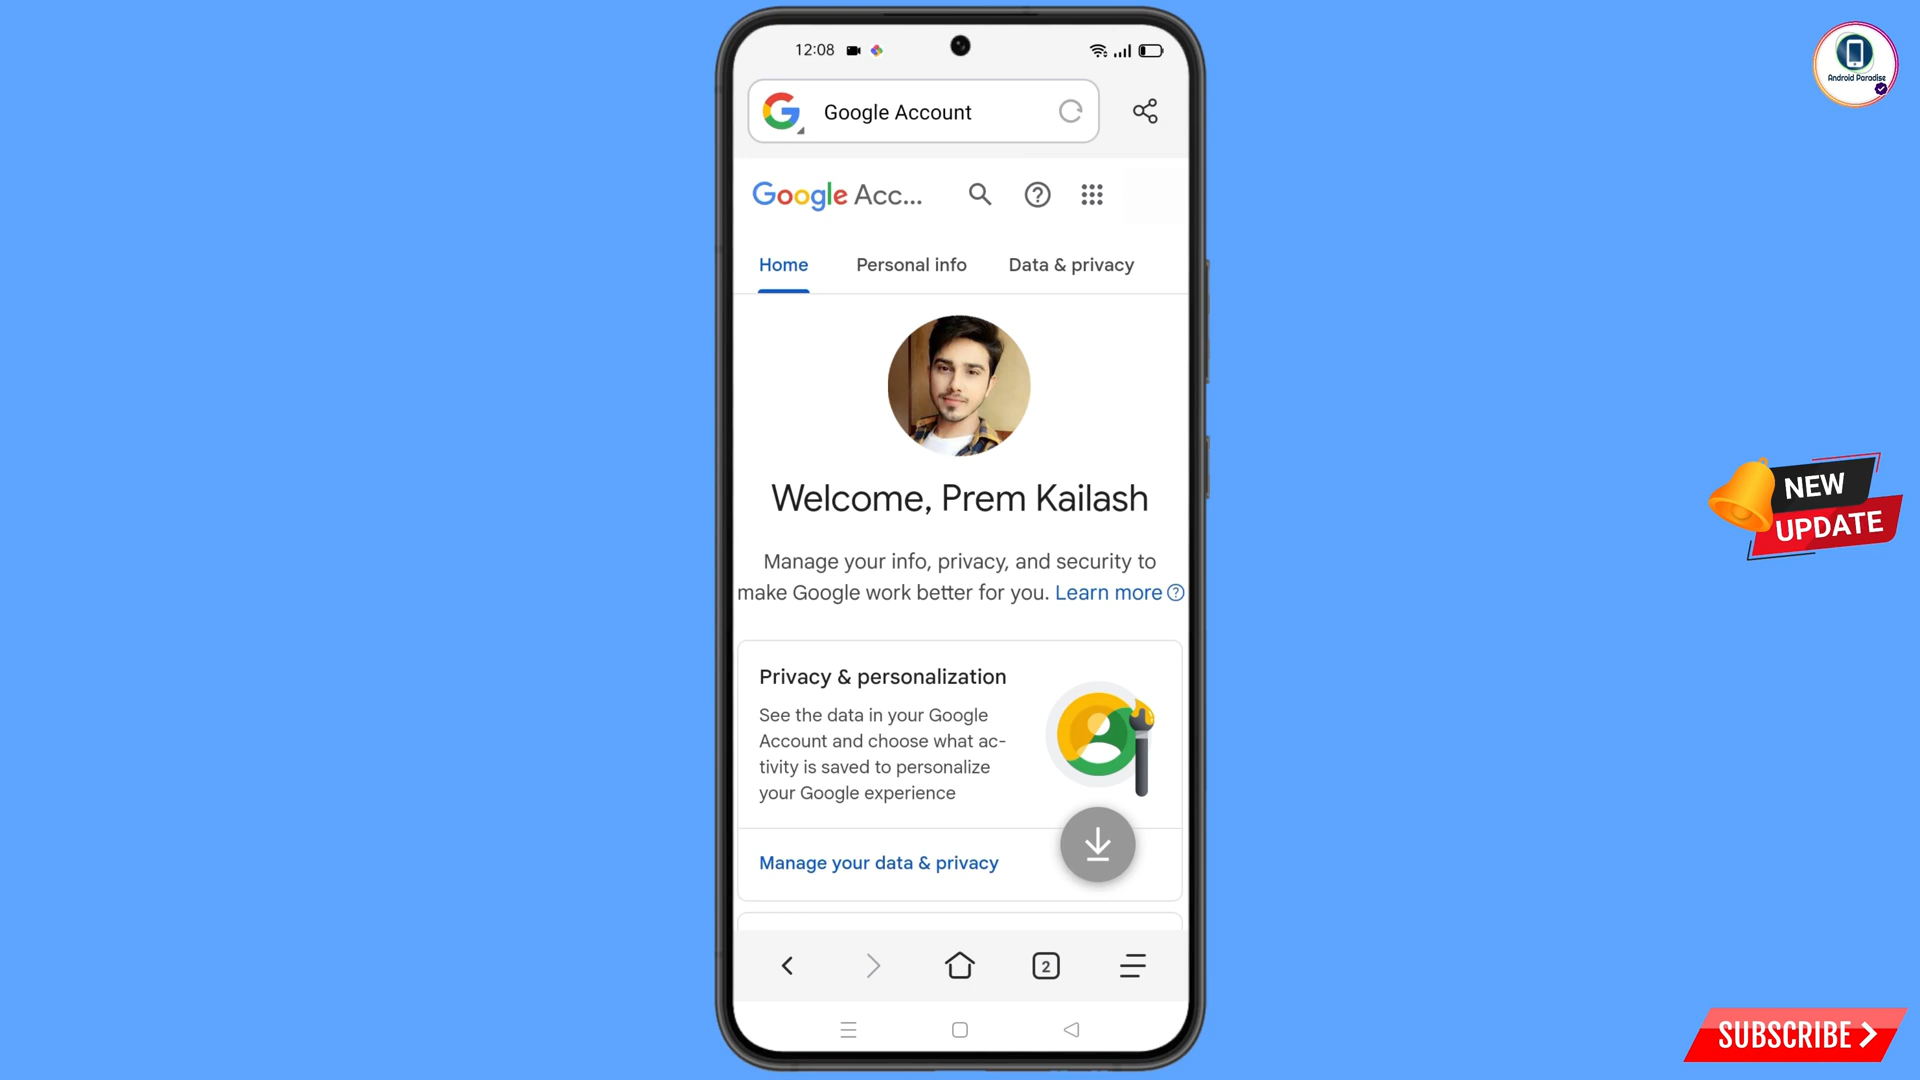 12:08
Google Account
Google Acc...
Home Personal info Data & privacy
Welcome, Prem Kailash
Manage your info, privacy, and security to
make Google work better for you. Learn more
Privacy & personalization
See the data in your Google
Account and choose what ac-
tivity is saved to personalize
your Google experience
Manage your data & privacy
2
Android Paradise
NEW
UPDATE
SUBSCRIBE